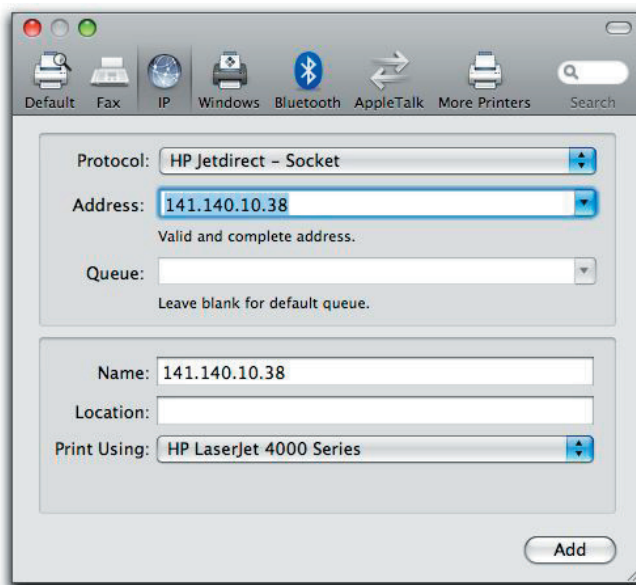 Default Fax IP Windows Bluetooth AppleTalk More Printers Search
Protocol: HP Jetdirect – Socket
Address: 141.140.10.38
Valid and complete address.
Queue:
Leave blank for default queue.
Name: 141.140.10.38
Location:
Print Using: HP LaserJet 4000 Series
Add